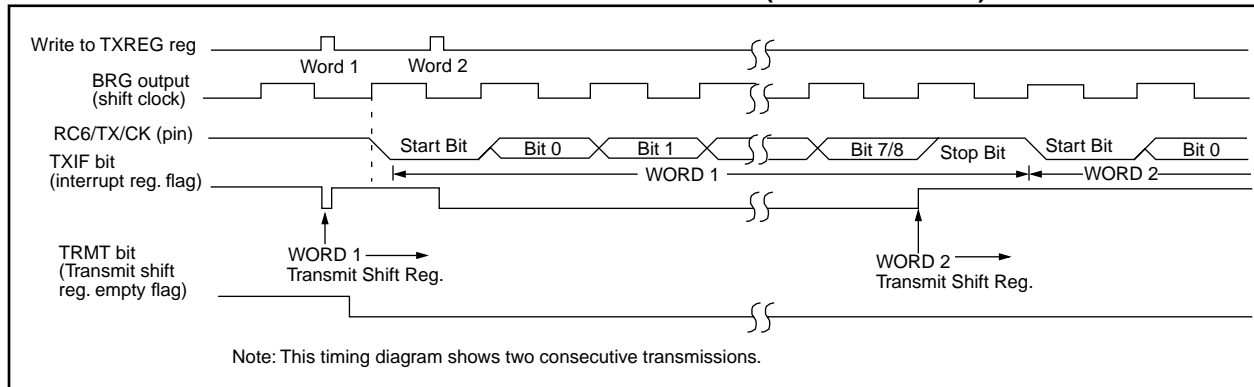 Write to TXREG reg
Word 1
Word 2
BRG output
(shift clock)
RC6/TX/CK (pin)
Start Bit
Bit 0
Bit 1
Bit 7/8
Stop Bit
Start Bit
Bit 0
TXIF bit
(interrupt reg. flag)
WORD 1
WORD 2
TRMT bit
(Transmit shift
reg. empty flag)
WORD 1
Transmit Shift Reg.
WORD 2
Transmit Shift Reg.
Note: This timing diagram shows two consecutive transmissions.